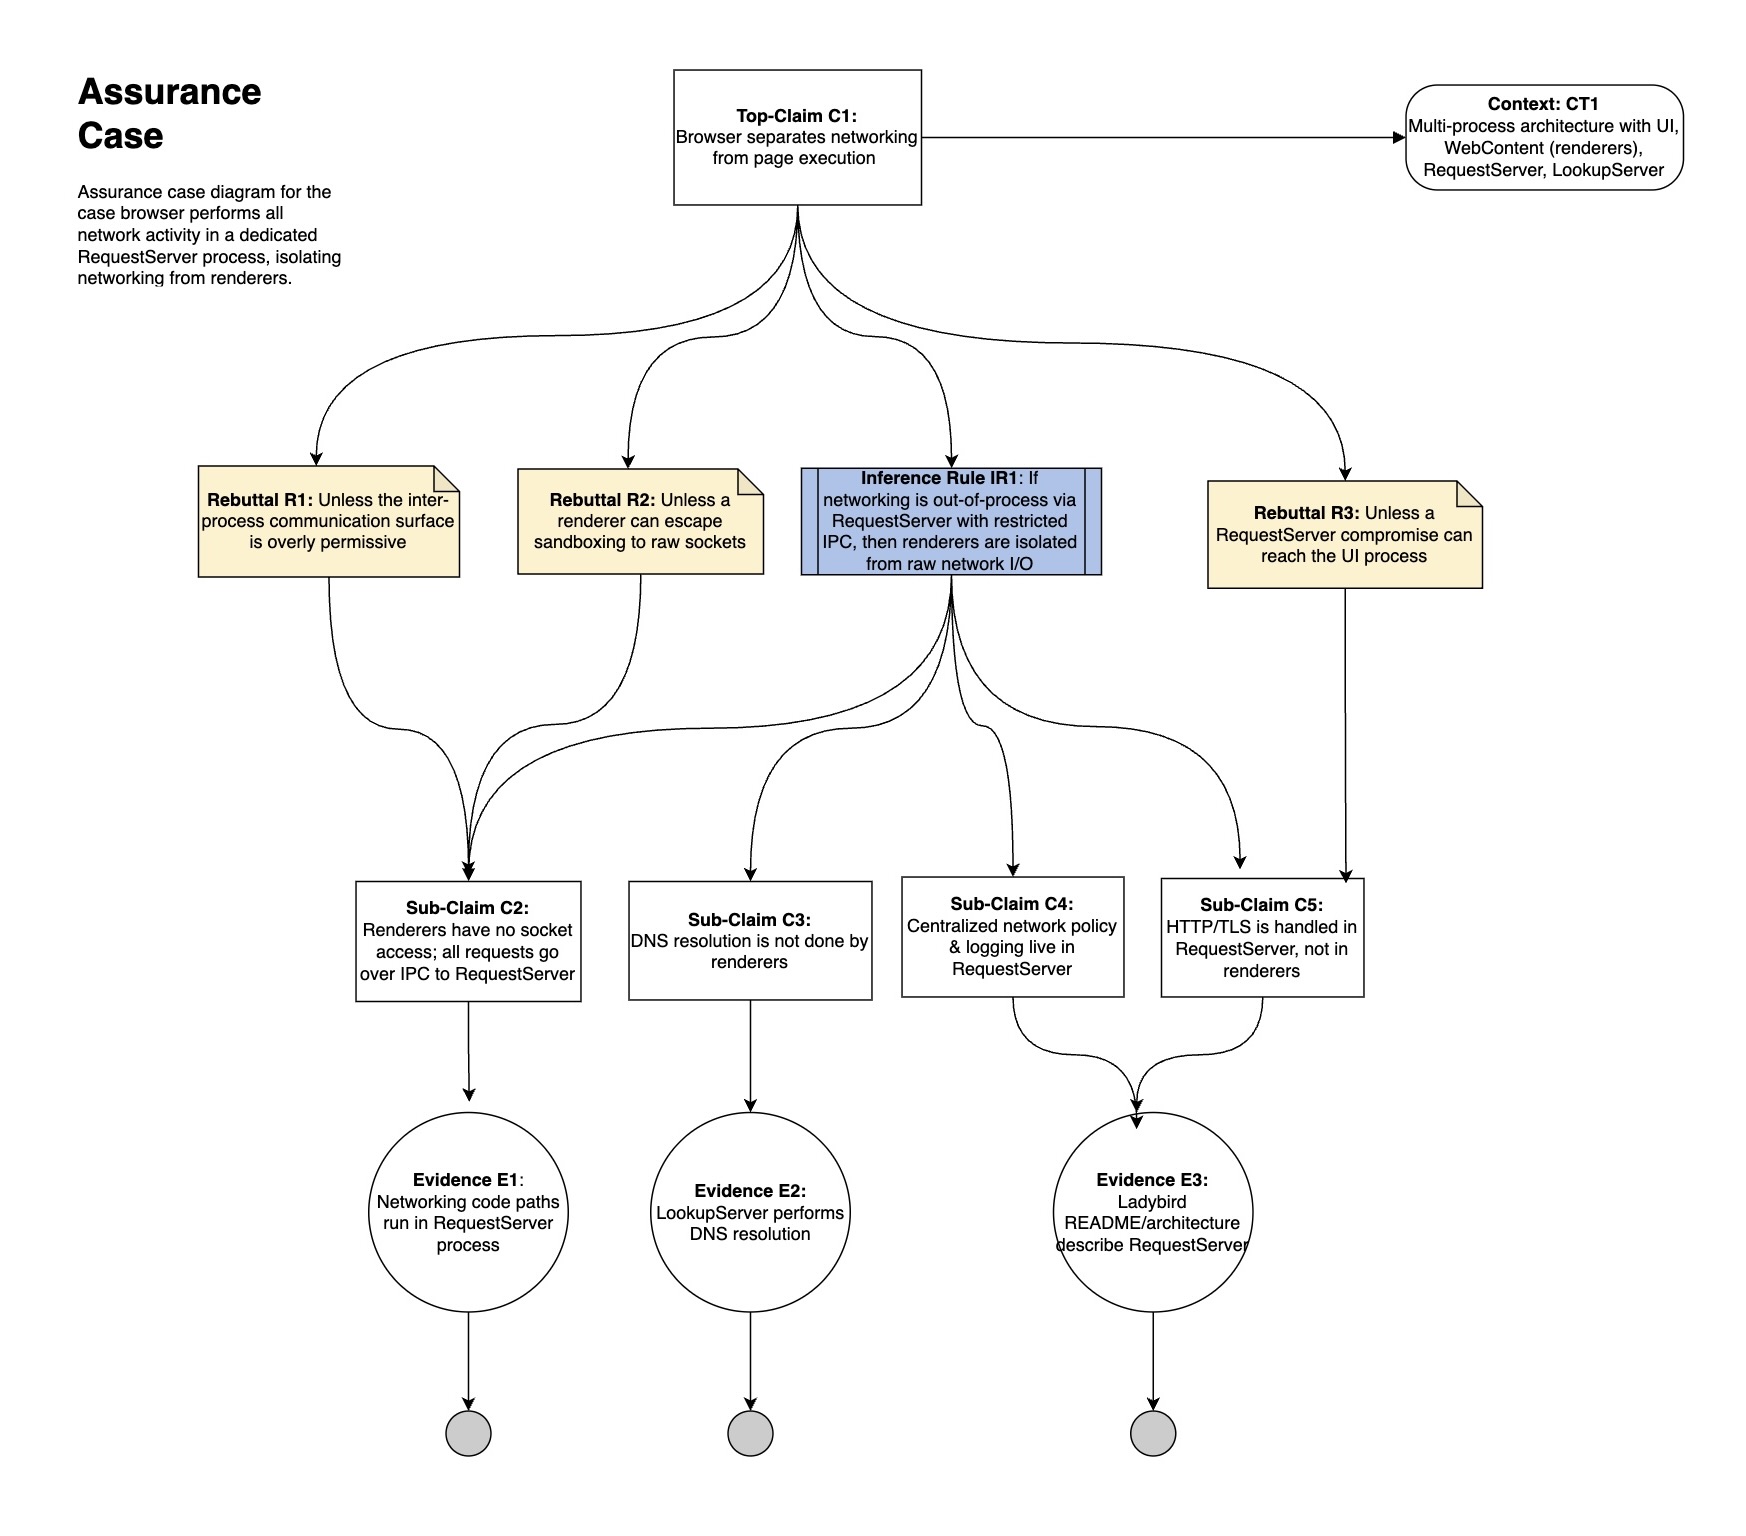 Assurance
Case
Assurance case diagram for the
case browser performs all
network activity in a dedicated
RequestServer process, isolating
networking from renderers.
Top-Claim C1:
Browser separates networking
from page execution
Context: CT1
Multi-process architecture with UI,
WebContent (renderers),
RequestServer, LookupServer
Rebuttal R1: Unless the inter-
process communication surface
is overly permissive
Rebuttal R2: Unless a
renderer can escape
sandboxing to raw sockets
Inference Rule IR1: If
networking is out-of-process via
RequestServer with restricted
IPC, then renderers are isolated
from raw network I/O
Rebuttal R3: Unless a
RequestServer compromise can
reach the UI process
Sub-Claim C2:
Renderers have no socket
access; all requests go
over IPC to RequestServer
Sub-Claim C3:
DNS resolution is not done by
renderers
Sub-Claim C4:
Centralized network policy
& logging live in
RequestServer
Sub-Claim C5:
HTTP/TLS is handled in
RequestServer, not in
renderers
Evidence E1:
Networking code paths
run in RequestServer
process
Evidence E2:
LookupServer performs
DNS resolution
Evidence E3:
Ladybird
README/architecture
describe RequestServer